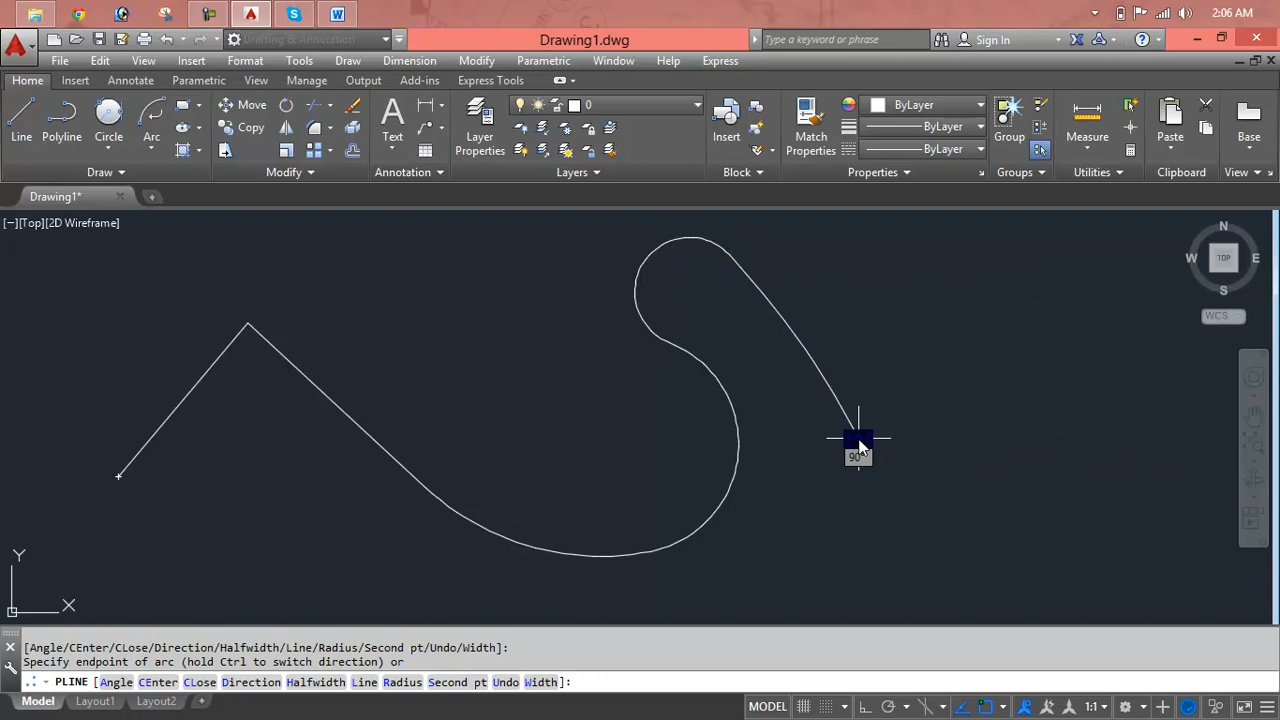 2:06 AM
Drafting & Annotation
Drawing1.dwg
Type a keyword or phrase
Sign In
File Edit View Insert Format Tools Draw Dimension Modify Parametric Window Help Express
Home Insert Annotate Parametric View Manage Output Add-ins Express Tools
Line
Polyline
Circle
Arc
Move
Copy
Text
Layer
Properties
0
Insert
Match
Properties
ByLayer
ByLayer
ByLayer
Group
Measure
Paste
Base
Draw Modify Annotation Layers Block Properties Groups Utilities Clipboard View
Drawing1*
[−][Top][2D Wireframe]
N
W TOP E
S
WCS
90°
Y
X
[Angle/CEnter/CLose/Direction/Halfwidth/Line/Radius/Second pt/Undo/Width]:
Specify endpoint of arc (hold Ctrl to switch direction) or
PLINE [Angle CEnter CLose Direction Halfwidth Line Radius Second pt Undo Width]:
Model Layout1 Layout2
MODEL
1:1